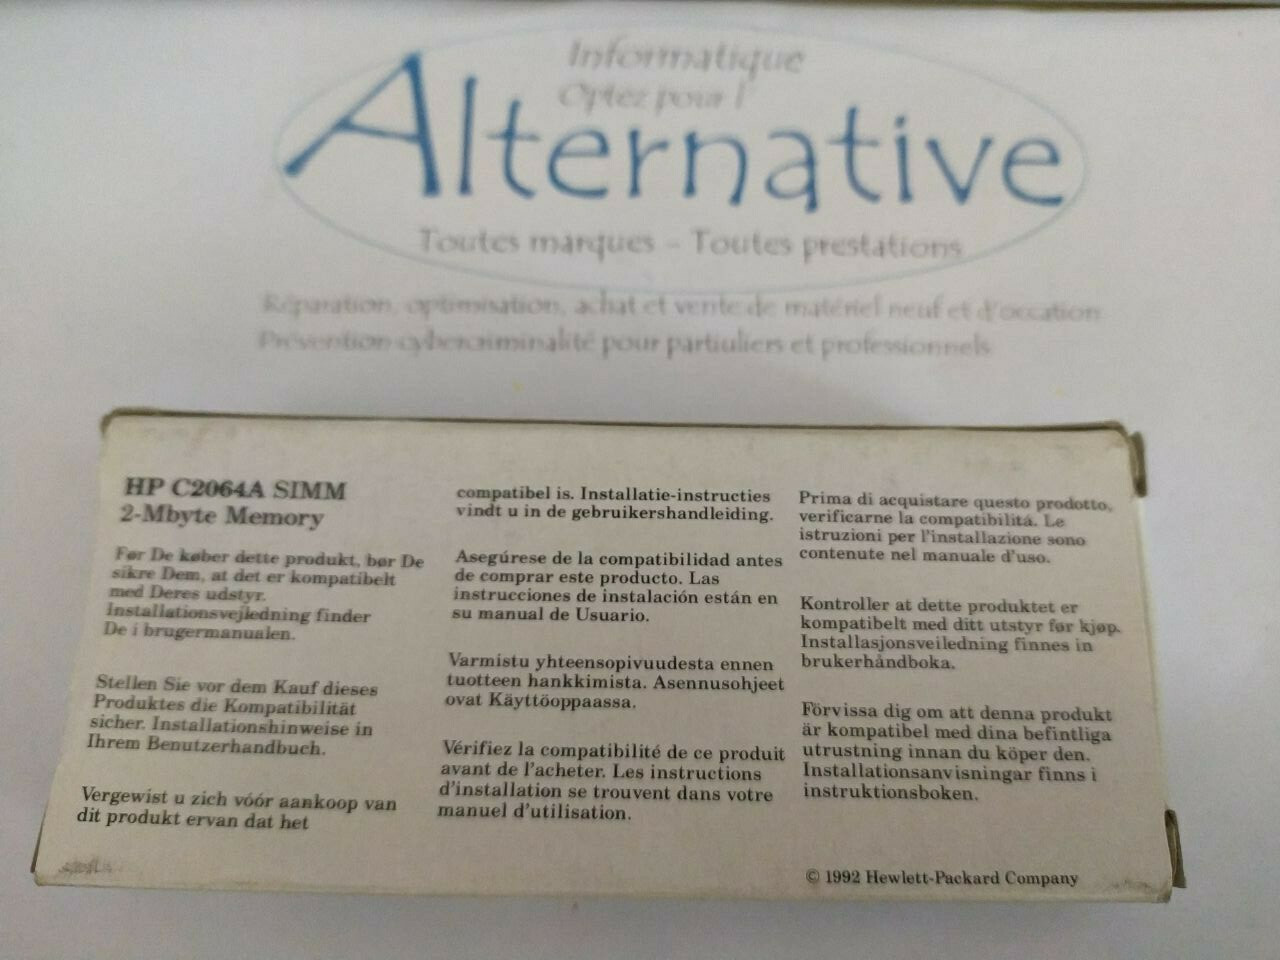 Informatique
Optez pour l'
Alternative
Toutes marques - Toutes prestations
Réparation, optimisation, achat et vente de matériel neuf et d'occation
Prévention cybercriminalité pour partiuliers et professionnels
HP C2064A SIMM
2-Mbyte Memory
Før De køber dette produkt, bør De
sikre Dem, at det er kompatibelt
med Deres udstyr.
Installationsvejledning finder
De i brugermanualen.
Stellen Sie vor dem Kauf dieses
Produktes die Kompatibilität
sicher. Installationshinweise in
Ihrem Benutzerhandbuch.
Vergewist u zich vóór aankoop van
dit produkt ervan dat het
compatibel is. Installatie-instructies
vindt u in de gebruikershandleiding.
Asegúrese de la compatibilidad antes
de comprar este producto. Las
instrucciones de instalación están en
su manual de Usuario.
Varmistu yhteensopivuudesta ennen
tuotteen hankkimista. Asennusohjeet
ovat Käyttöoppaassa.
Vérifiez la compatibilité de ce produit
avant de l'acheter. Les instructions
d'installation se trouvent dans votre
manuel d'utilisation.
Prima di acquistare questo prodotto,
verificarne la compatibilitá. Le
istruzioni per l'installazione sono
contenute nel manuale d'uso.
Kontroller at dette produktet er
kompatibelt med ditt utstyr før kjøp.
Installasjonsveiledning finnes in
brukerhåndboka.
Förvissa dig om att denna produkt
är kompatibel med dina befintliga
utrustning innan du köper den.
Installationsanvisningar finns i
instruktionsboken.
© 1992 Hewlett-Packard Company